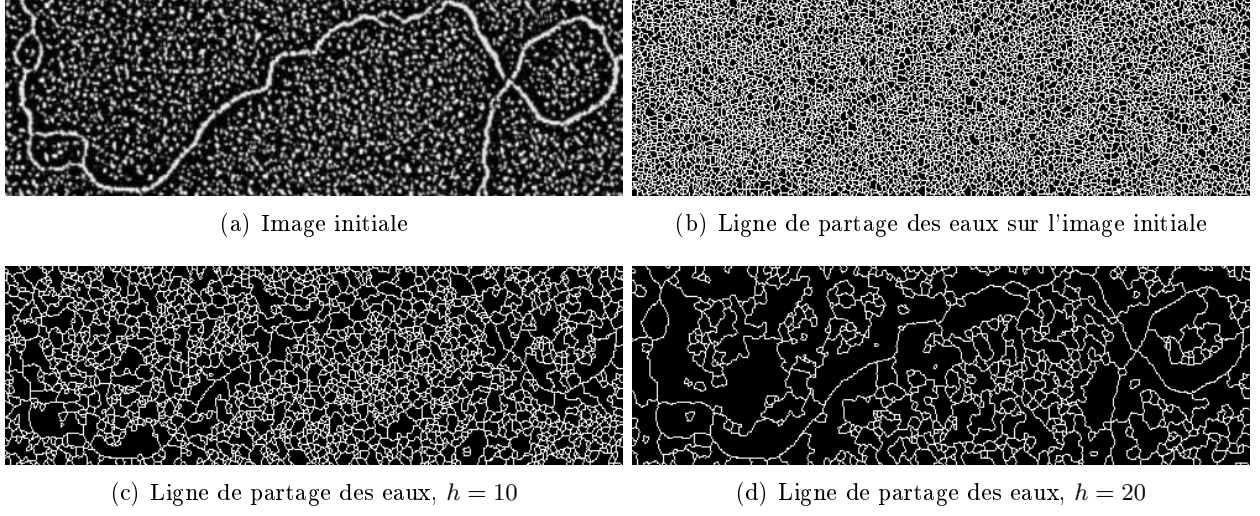 (a) Image initiale
(b) Ligne de partage des eaux sur l'image initiale
(c) Ligne de partage des eaux, h = 10
(d) Ligne de partage des eaux, h = 20